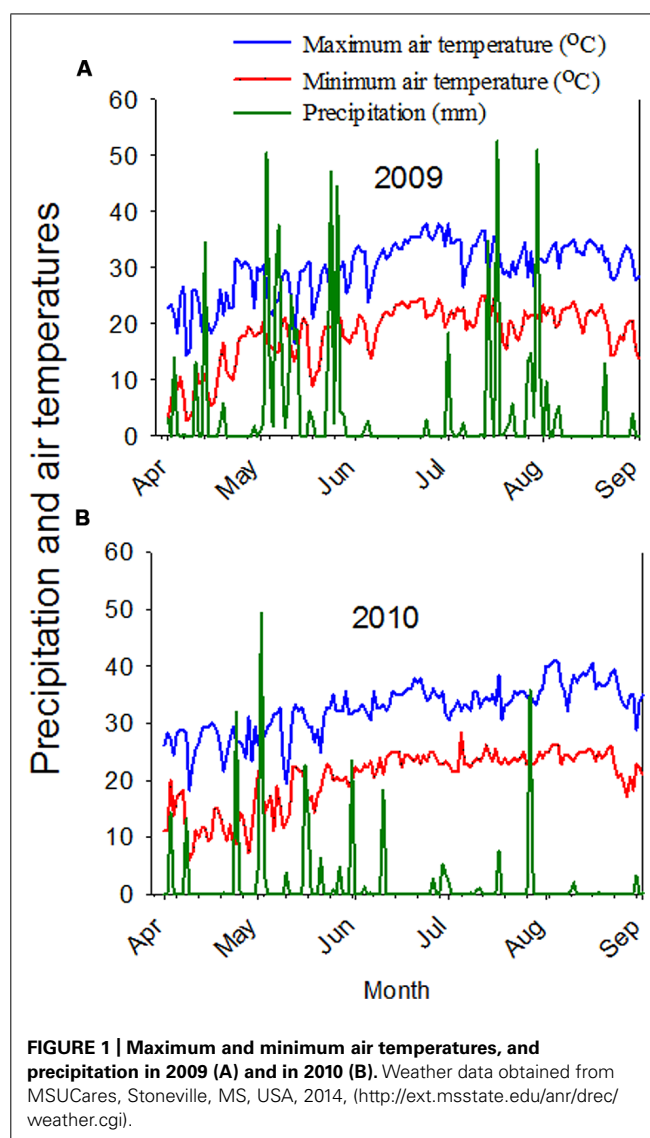 Maximum air temperature (ºC)
A
Minimum air temperature (ºC)
Precipitation (mm)
60
50
2009
40
30
20
10
0
Apr
May
Jun
Jul
Aug
Sep
Precipitation and air temperatures
B
60
50
2010
40
30
20
10
0
Apr
May
Jun
Jul
Aug
Sep
Month
FIGURE 1 | Maximum and minimum air temperatures, and
precipitation in 2009 (A) and in 2010 (B). Weather data obtained from
MSUCares, Stoneville, MS, USA, 2014, (http://ext.msstate.edu/anr/drec/
weather.cgi).